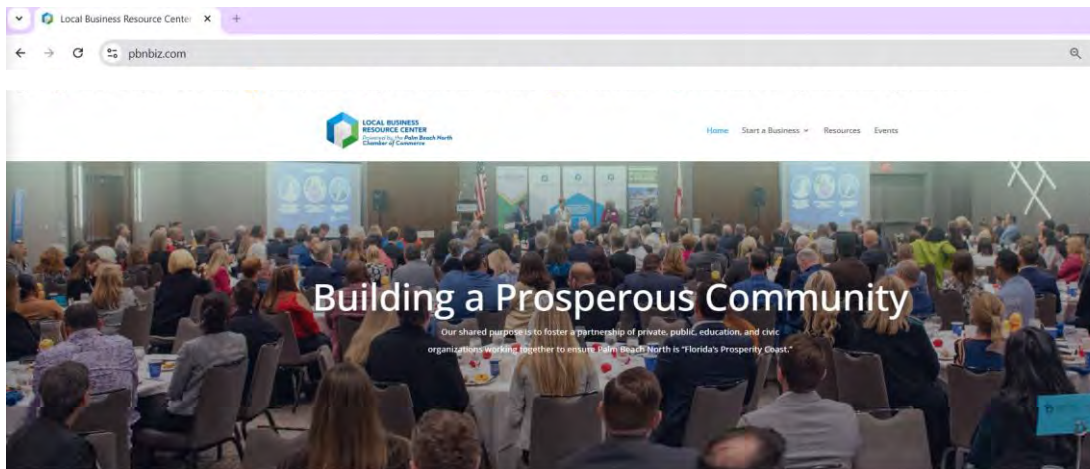 Local Business Resource Center
pbnbiz.com
LOCAL BUSINESS
RESOURCE CENTER
Powered by the Palm Beach North
Chamber of Commerce
Home Start a Business Resources Events
Building a Prosperous Community
Our shared purpose is to foster a partnership of private, public, education, and civic
organizations working together to ensure Palm Beach North is "Florida's Prosperity Coast."